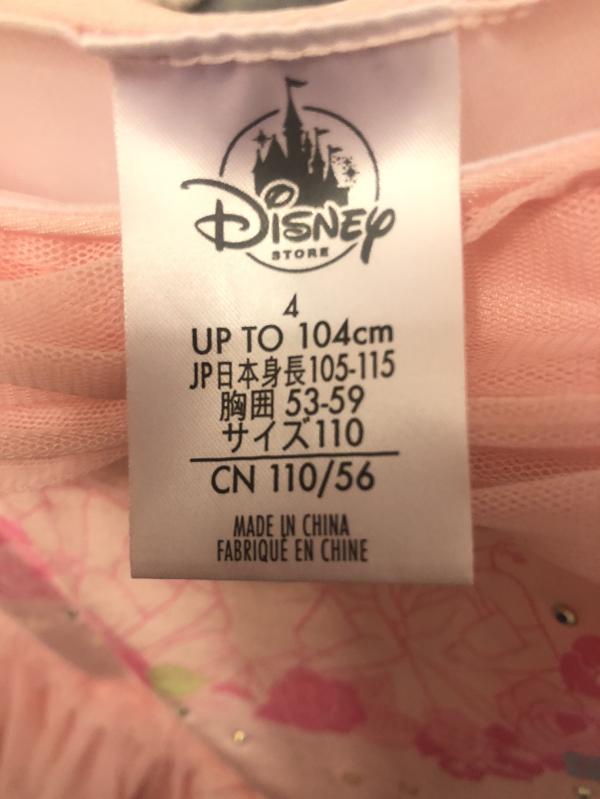 DISNEY
STORE
4
UP TO 104cm
JP日本身長105-115
胸囲 53-59
サイズ110
CN 110/56
MADE IN CHINA
FABRIQUÉ EN CHINE